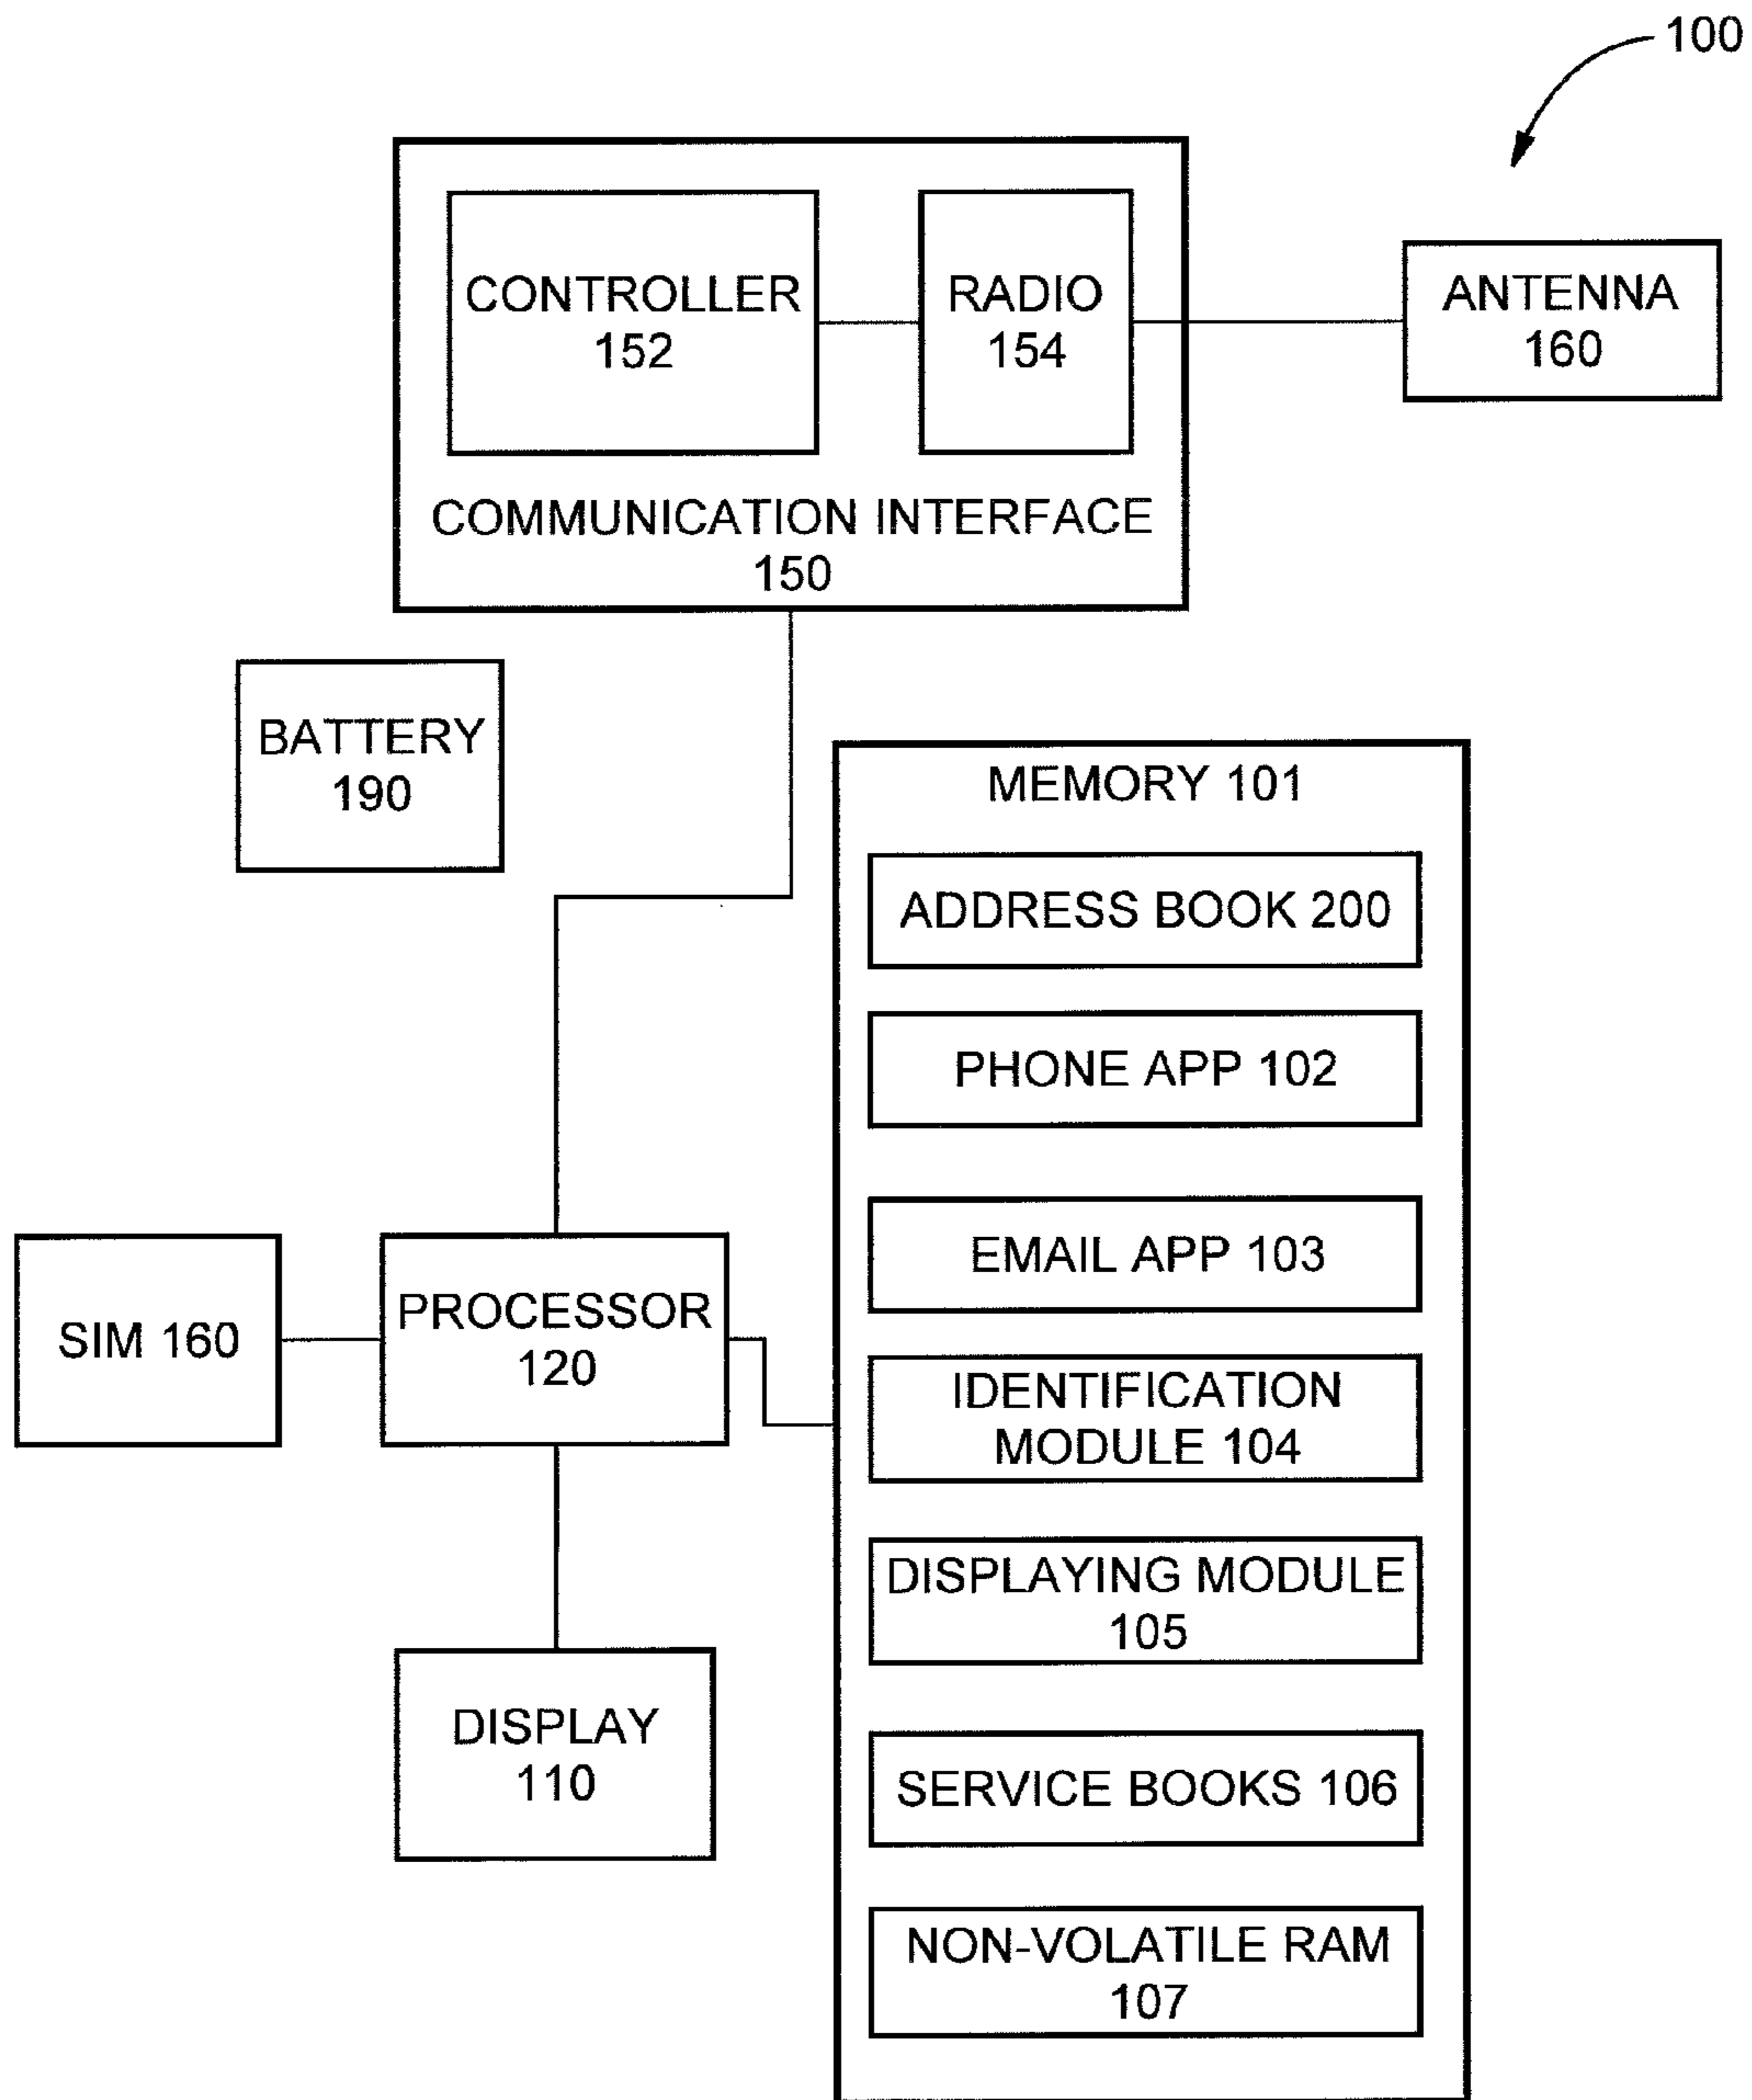 100
CONTROLLER
152
RADIO
154
ANTENNA
160
COMMUNICATION INTERFACE
150
BATTERY
190
MEMORY 101
ADDRESS BOOK 200
PHONE APP 102
EMAIL APP 103
SIM 160
PROCESSOR
120
IDENTIFICATION
MODULE 104
DISPLAYING MODULE
105
DISPLAY
110
SERVICE BOOKS 106
NON-VOLATILE RAM
107